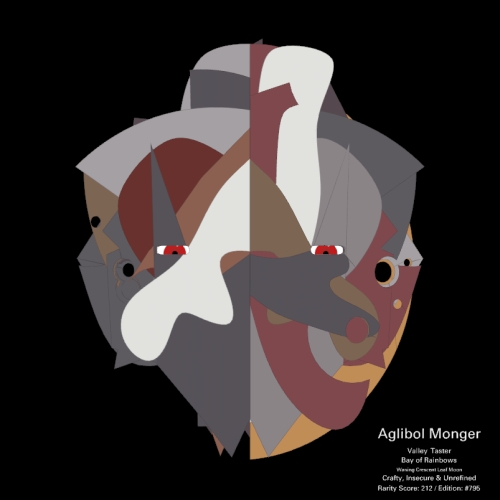 Aglibol Monger
Valley Taster
Bay of Rainbows
Waning Crescent Leaf Moon
Crafty, Insecure & Unrefined
Rarity Score: 212 / Edition: #795